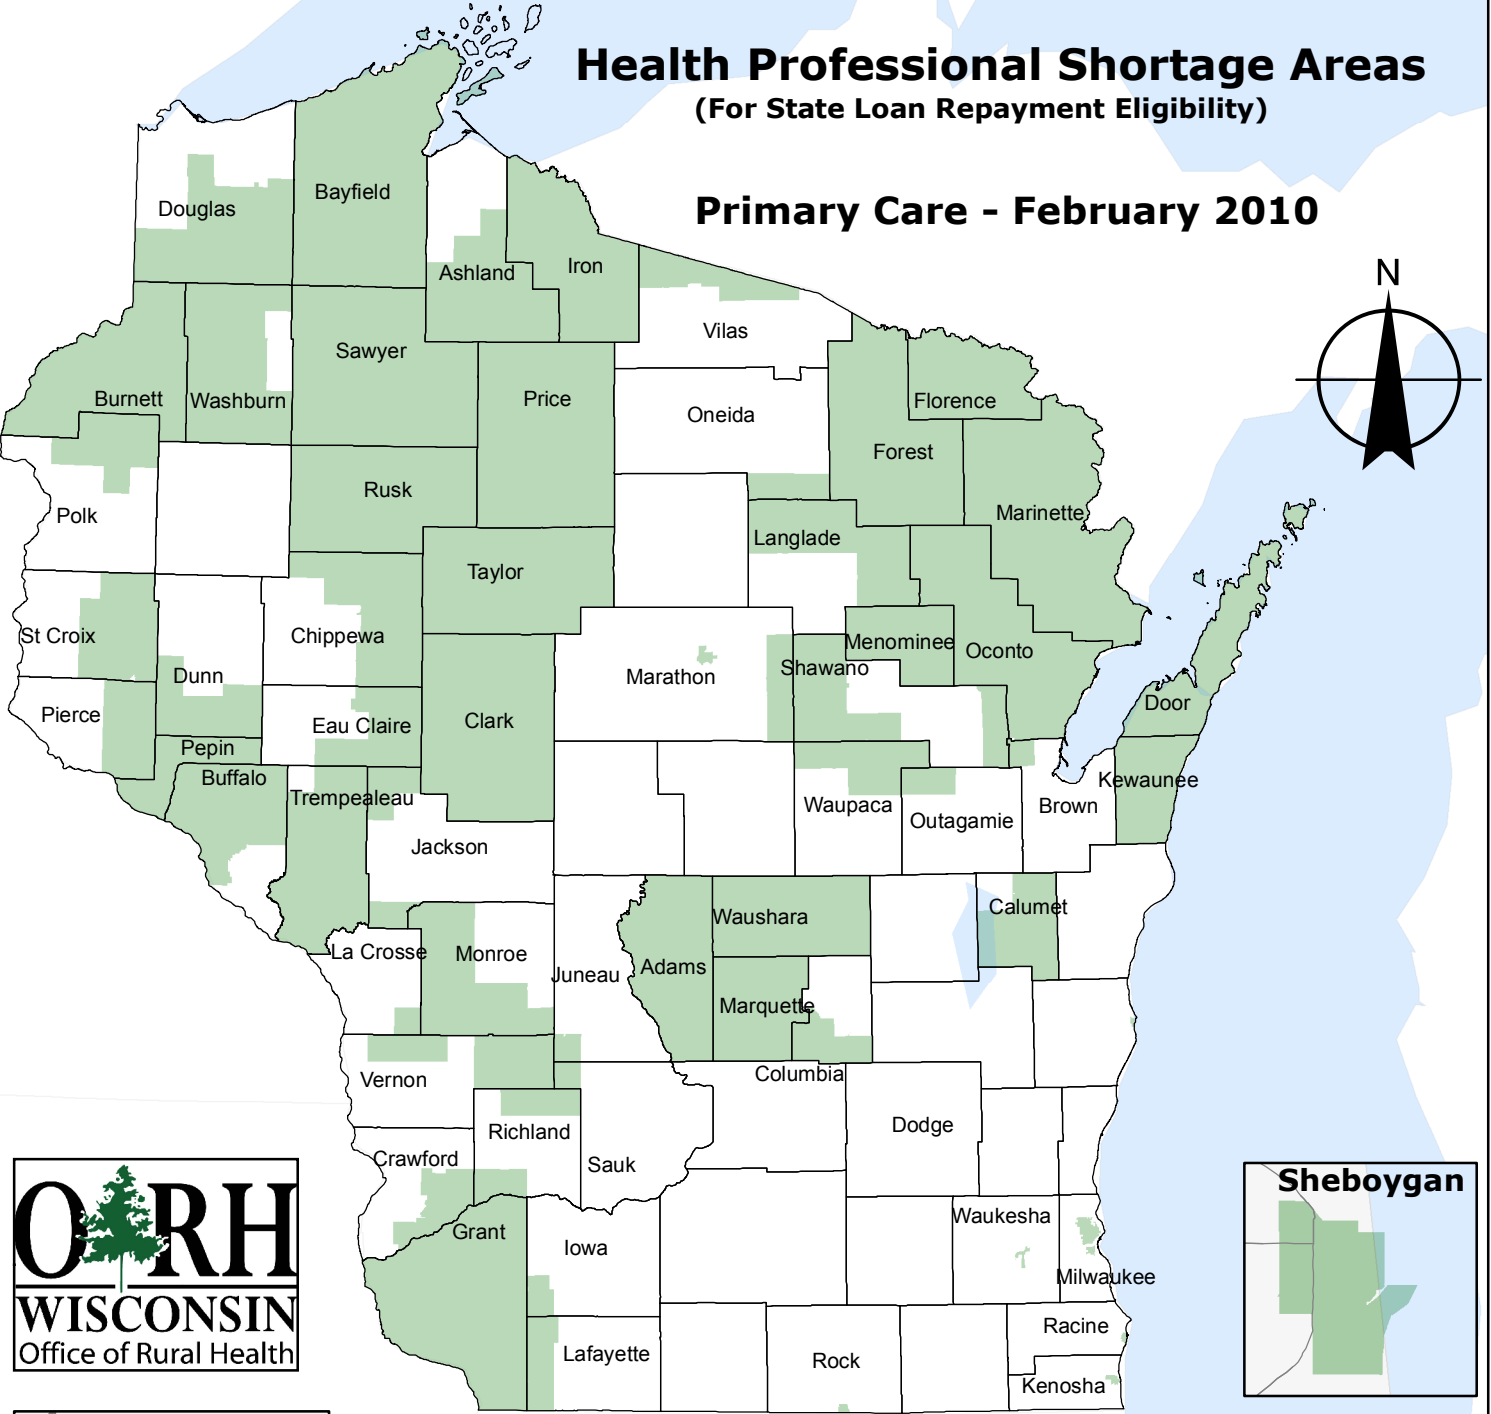 Health Professional Shortage Areas
(For State Loan Repayment Eligibility)
Primary Care - February 2010
N
Douglas
Bayfield
Ashland
Iron
Vilas
Sawyer
Burnett
Washburn
Price
Oneida
Florence
Forest
Rusk
Polk
Marinette
Langlade
Taylor
St Croix
Chippewa
Menominee
Oconto
Dunn
Marathon
Shawano
Pierce
Eau Claire
Clark
Door
Pepin
Buffalo
Trempealeau
Kewaunee
Waupaca
Outagamie
Brown
Jackson
Waushara
Calumet
La Crosse
Monroe
Juneau
Adams
Marquette
Vernon
Columbia
Dodge
Richland
Crawford
Sauk
Grant
Iowa
Waukesha
Milwaukee
Lafayette
Rock
Racine
Kenosha
Sheboygan
ORH
WISCONSIN
Office of Rural Health